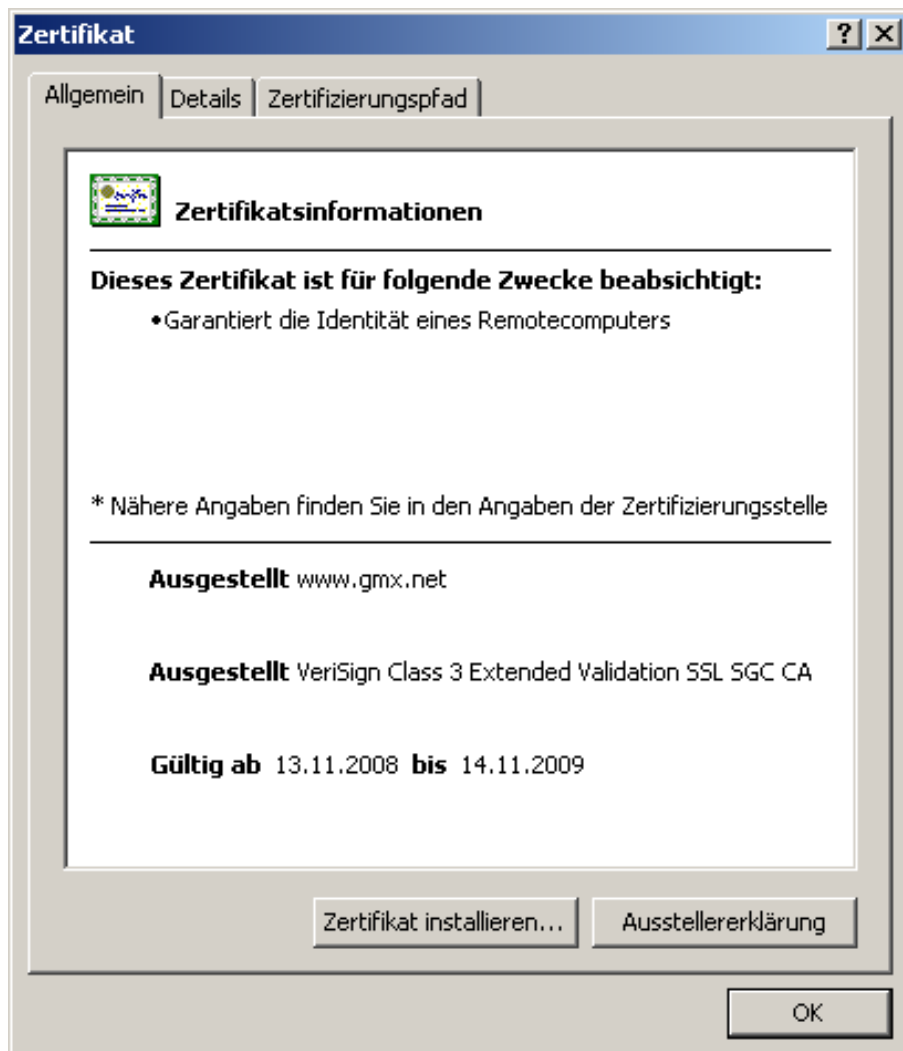 Zertifikat
Allgemein Details Zertifizierungspfad
Zertifikatsinformationen
Dieses Zertifikat ist für folgende Zwecke beabsichtigt:
•Garantiert die Identität eines Remotecomputers
* Nähere Angaben finden Sie in den Angaben der Zertifizierungsstelle
Ausgestellt www.gmx.net
Ausgestellt VeriSign Class 3 Extended Validation SSL SGC CA
Gültig ab 13.11.2008 bis 14.11.2009
Zertifikat installieren... Ausstellererklärung
OK